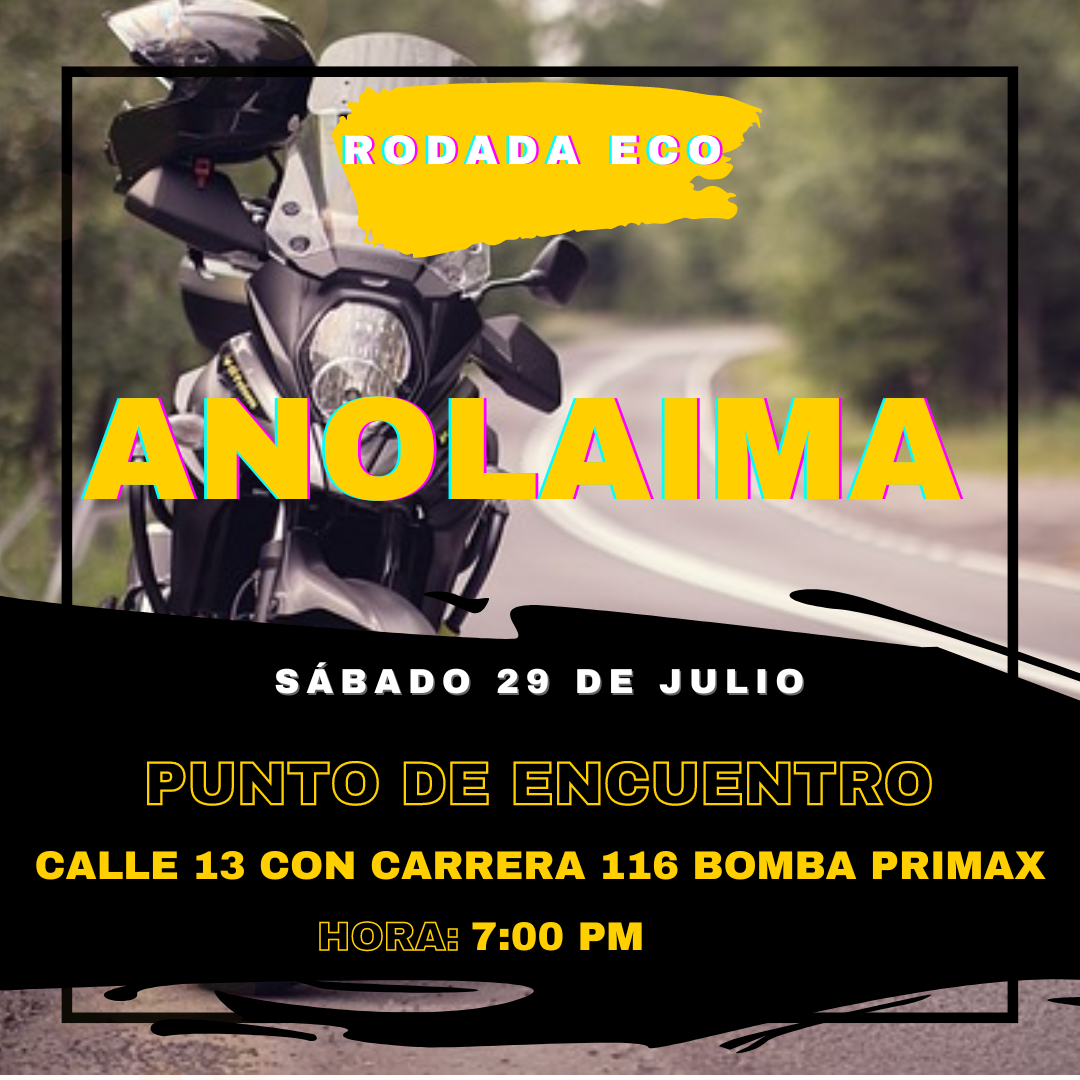 RODADA ECO
ANOLAIMA
SÁBADO 29 DE JULIO
PUNTO DE ENCUENTRO
CALLE 13 CON CARRERA 116 BOMBA PRIMAX
HORA: 7:00 PM